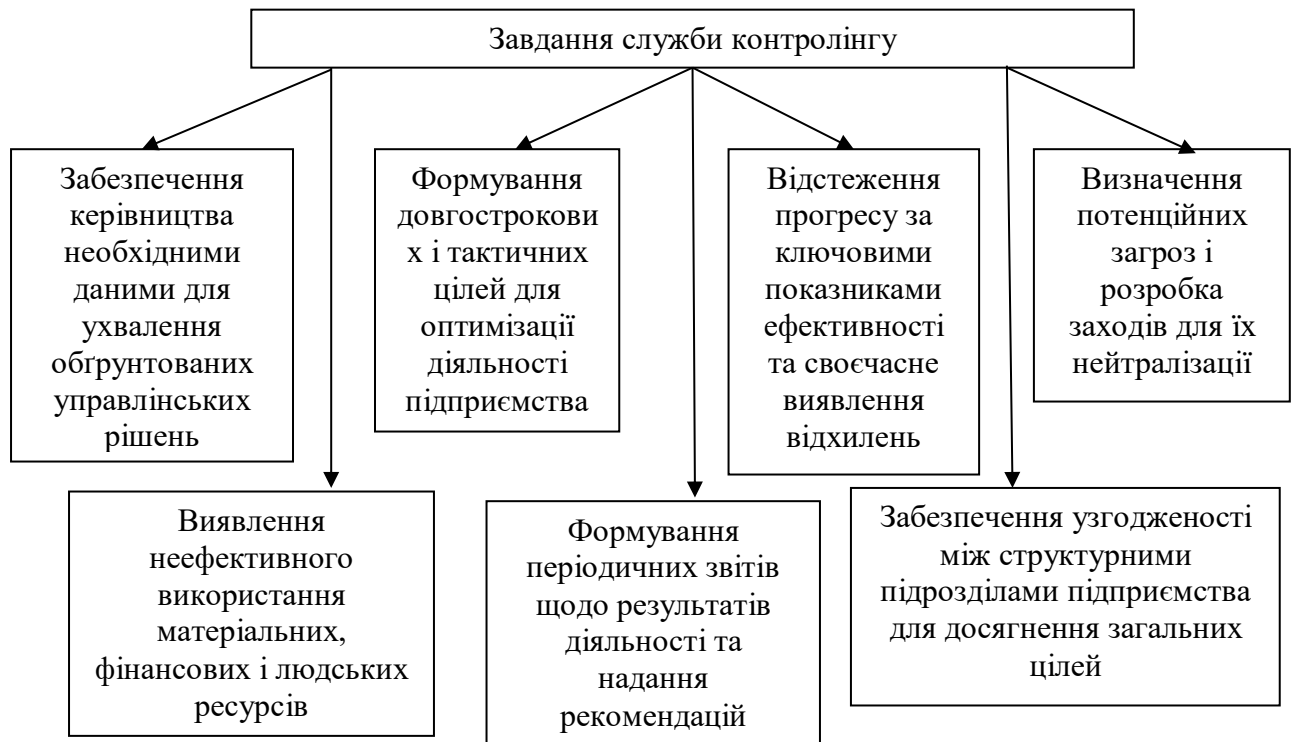 Завдання служби контролінгу
Забезпечення
керівництва
необхідними
даними для
ухвалення
обґрунтованих
управлінських
рішень
Формування
довгострокови
х і тактичних
цілей для
оптимізації
діяльності
підприємства
Відстеження
прогресу за
ключовими
показниками
ефективності
та своєчасне
виявлення
відхилень
Визначення
потенційних
загроз і
розробка
заходів для їх
нейтралізації
Виявлення
неефективного
використання
матеріальних,
фінансових і людських
ресурсів
Формування
періодичних звітів
щодо результатів
діяльності та
надання
рекомендацій
Забезпечення узгодженості
між структурними
підрозділами підприємства
для досягнення загальних
цілей